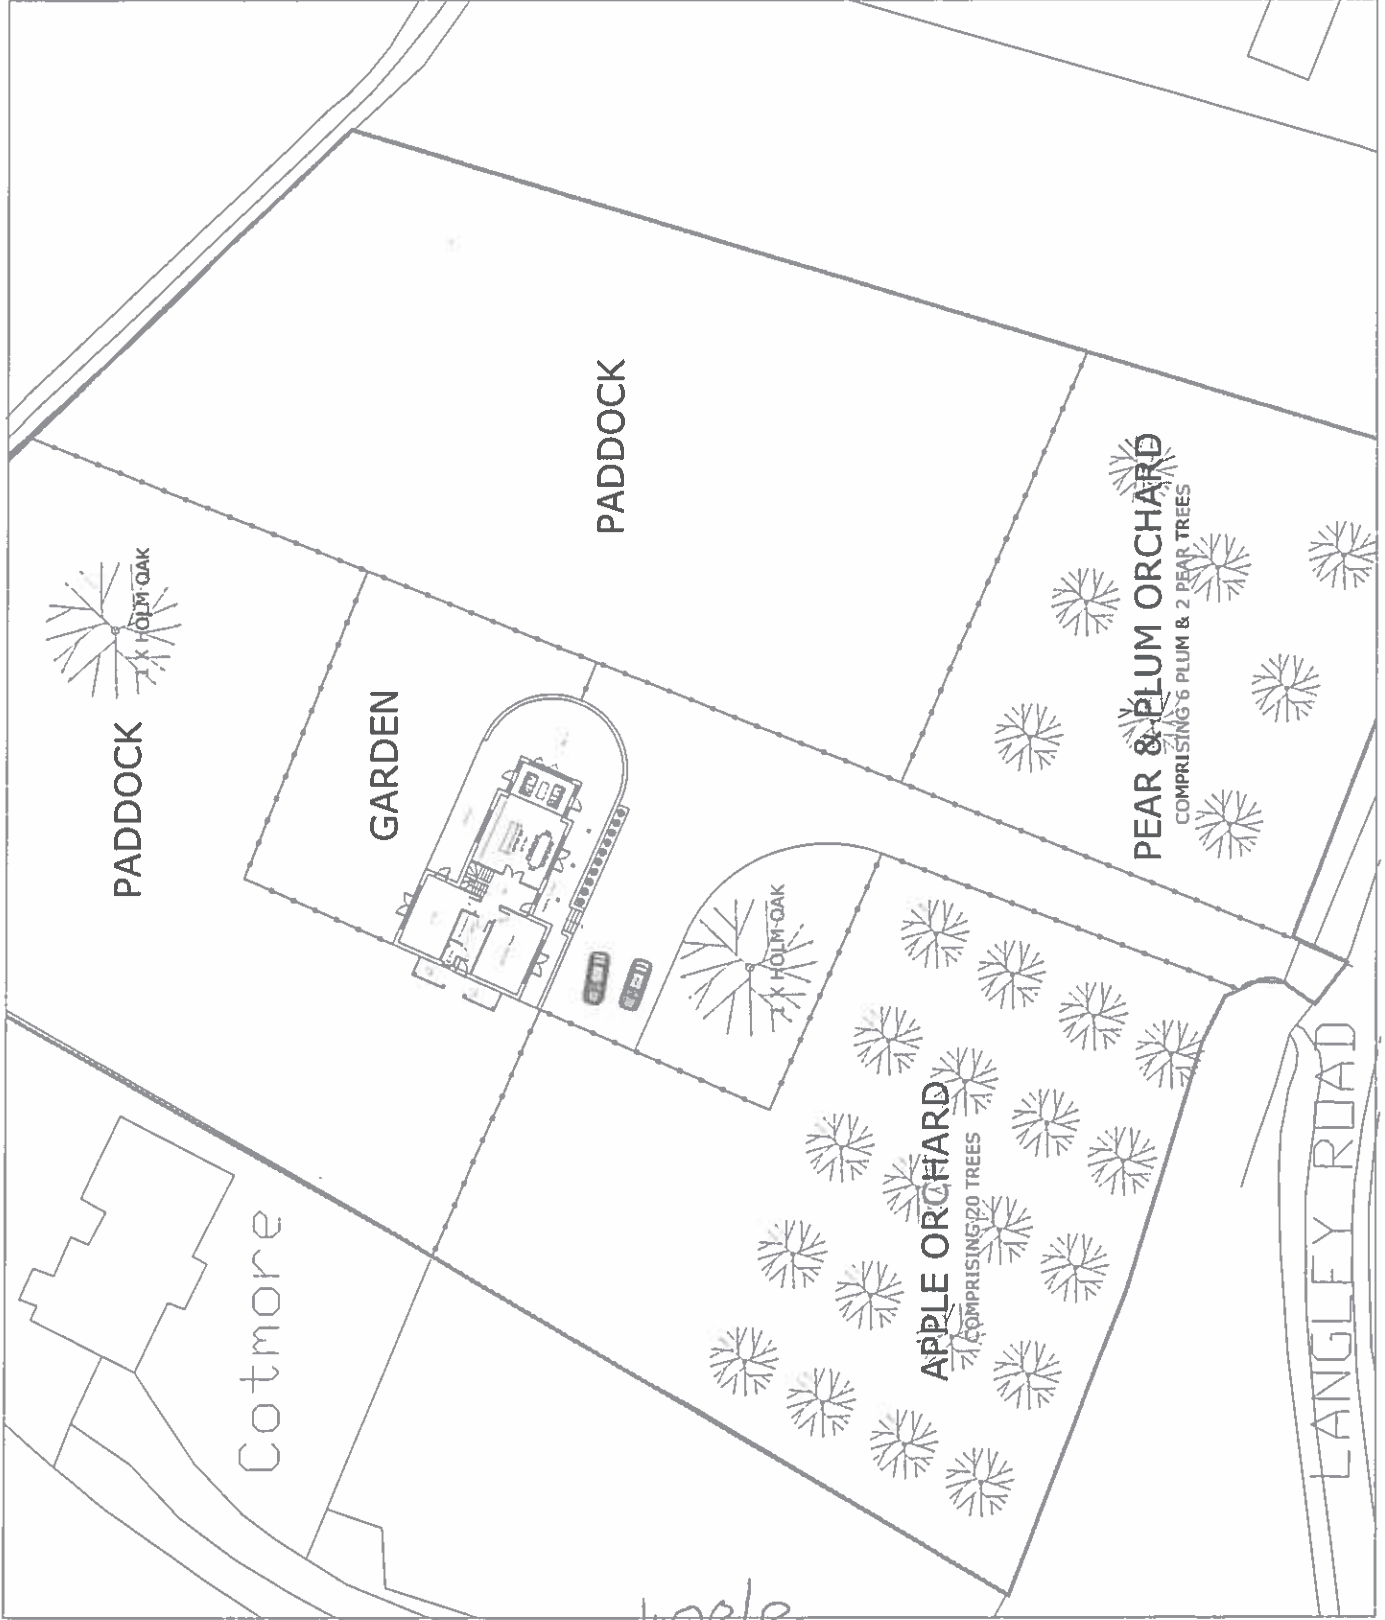 PADDOCK
1 X HOLM OAK
GARDEN
PADDOCK
1 X HOLM OAK
PEAR & PLUM ORCHARD
COMPRISING 6 PLUM & 2 PEAR TREES
APPLE ORCHARD
COMPRISING 20 TREES
Cotmore
LANGLEY ROAD